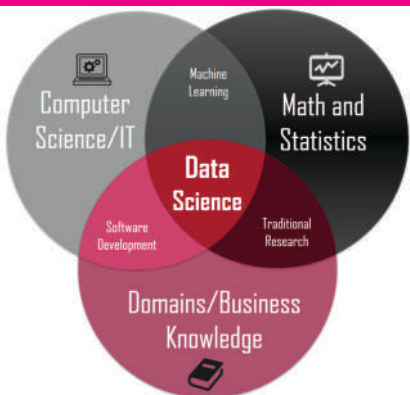 Machine
Learning
Computer
Science/IT
Math and
Statistics
Data
Science
Software
Development
Traditional
Research
Domains/Business
Knowledge